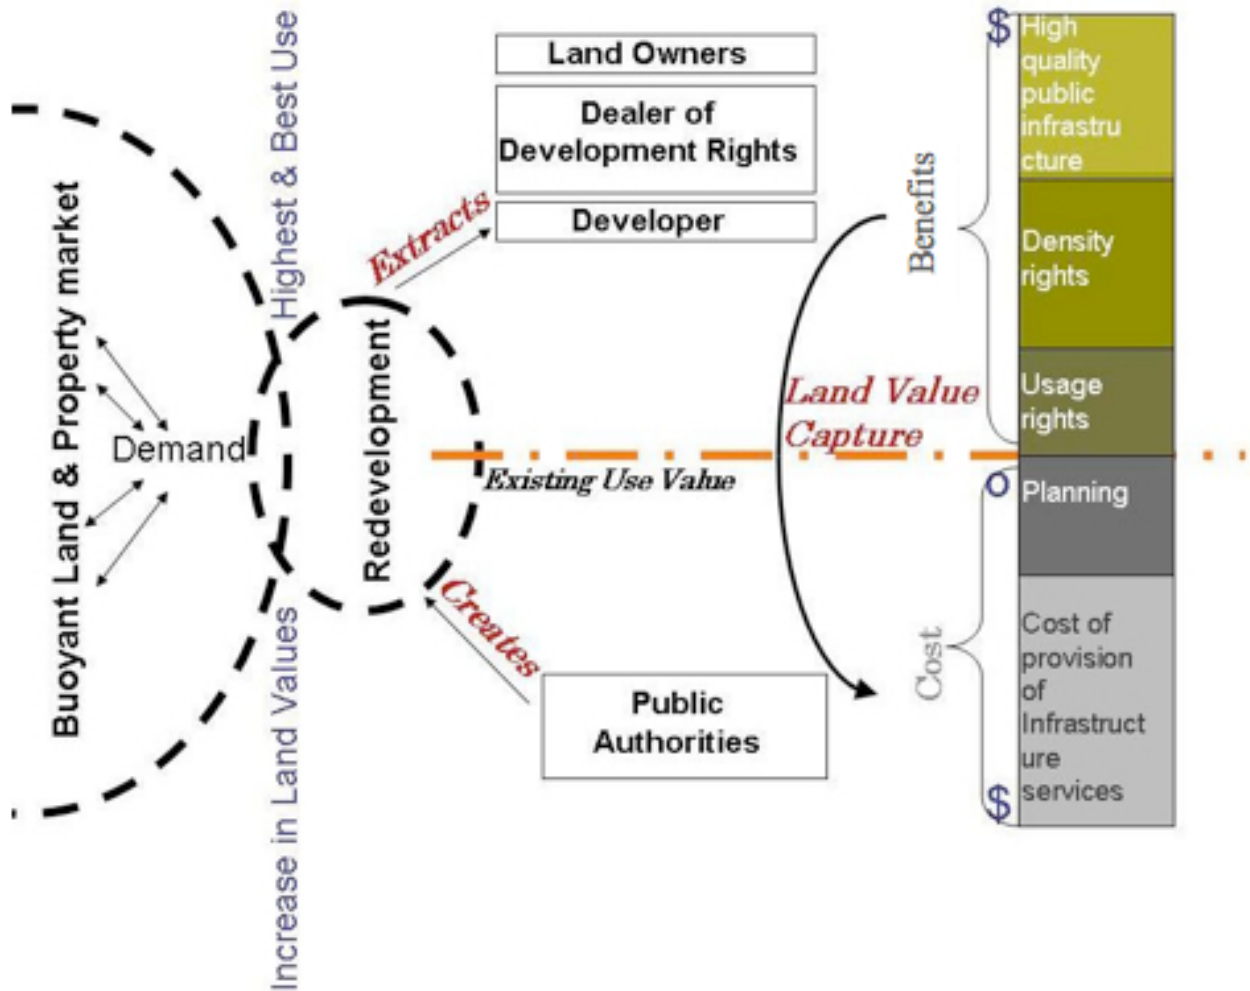 Buoyant Land & Property market
Demand
Highest & Best Use
Increase in Land Values
Redevelopment
Extracts
Land Owners
Dealer of
Development Rights
Developer
Existing Use Value
Creates
Public
Authorities
Land Value
Capture
Benefits
Cost
$
High
quality
public
infrastru
cture
Density
rights
Usage
rights
O
Planning
Cost of
provision
of
Infrastruct
ure
services
$